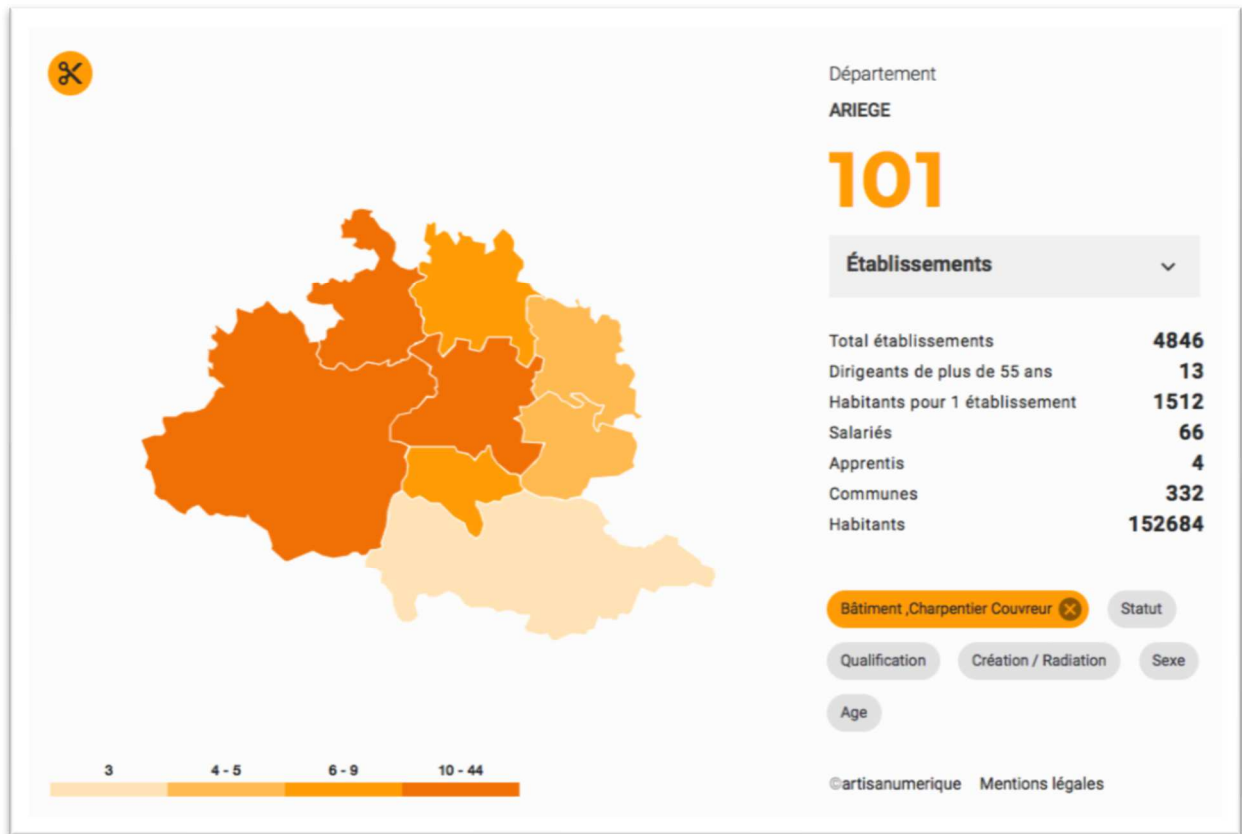 Département
ARIEGE
101
Établissements
Total établissements 4846
Dirigeants de plus de 55 ans 13
Habitants pour 1 établissement 1512
Salariés 66
Apprentis 4
Communes 332
Habitants 152684
Bâtiment ,Charpentier Couvreur Statut
Qualification Création / Radiation Sexe
Age
3 4 - 5 6 - 9 10 - 44
©artisanumerique Mentions légales